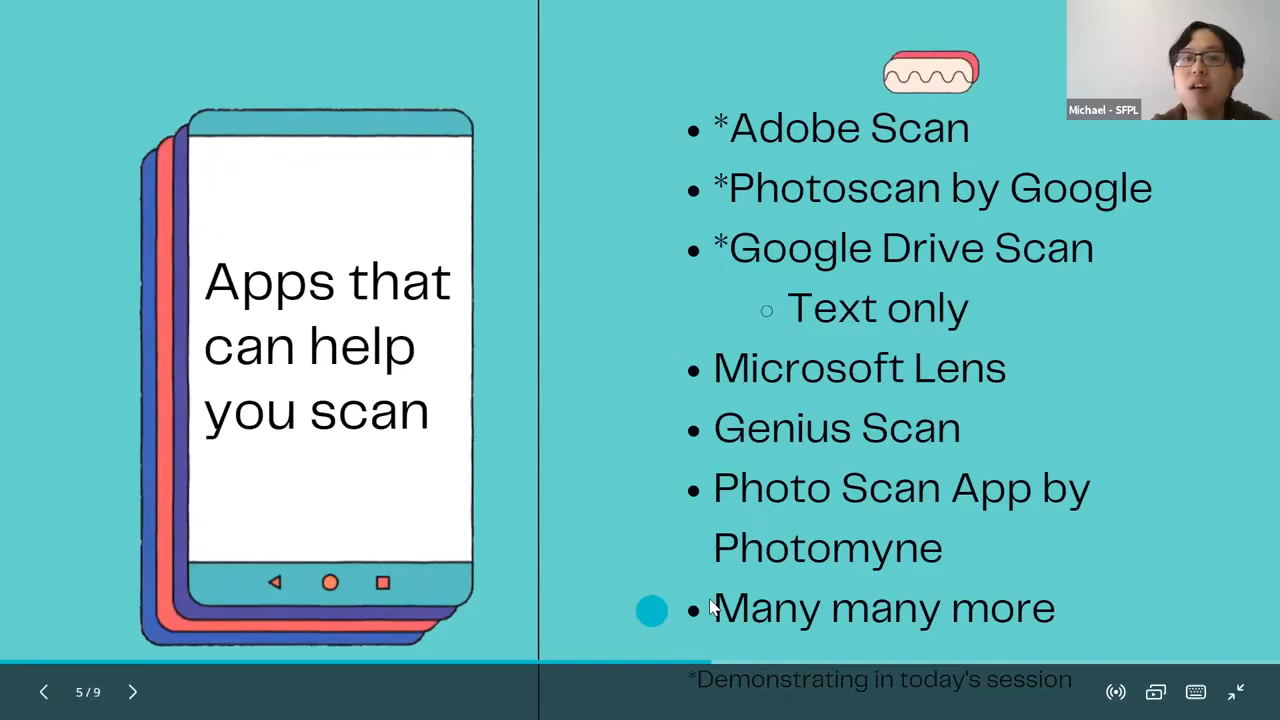 Apps that
can help
you scan
*Adobe Scan
*Photoscan by Google
*Google Drive Scan
Text only
Microsoft Lens
Genius Scan
Photo Scan App by
Photomyne
Many many more
*Demonstrating in today's session
Michael - SFPL
5/9